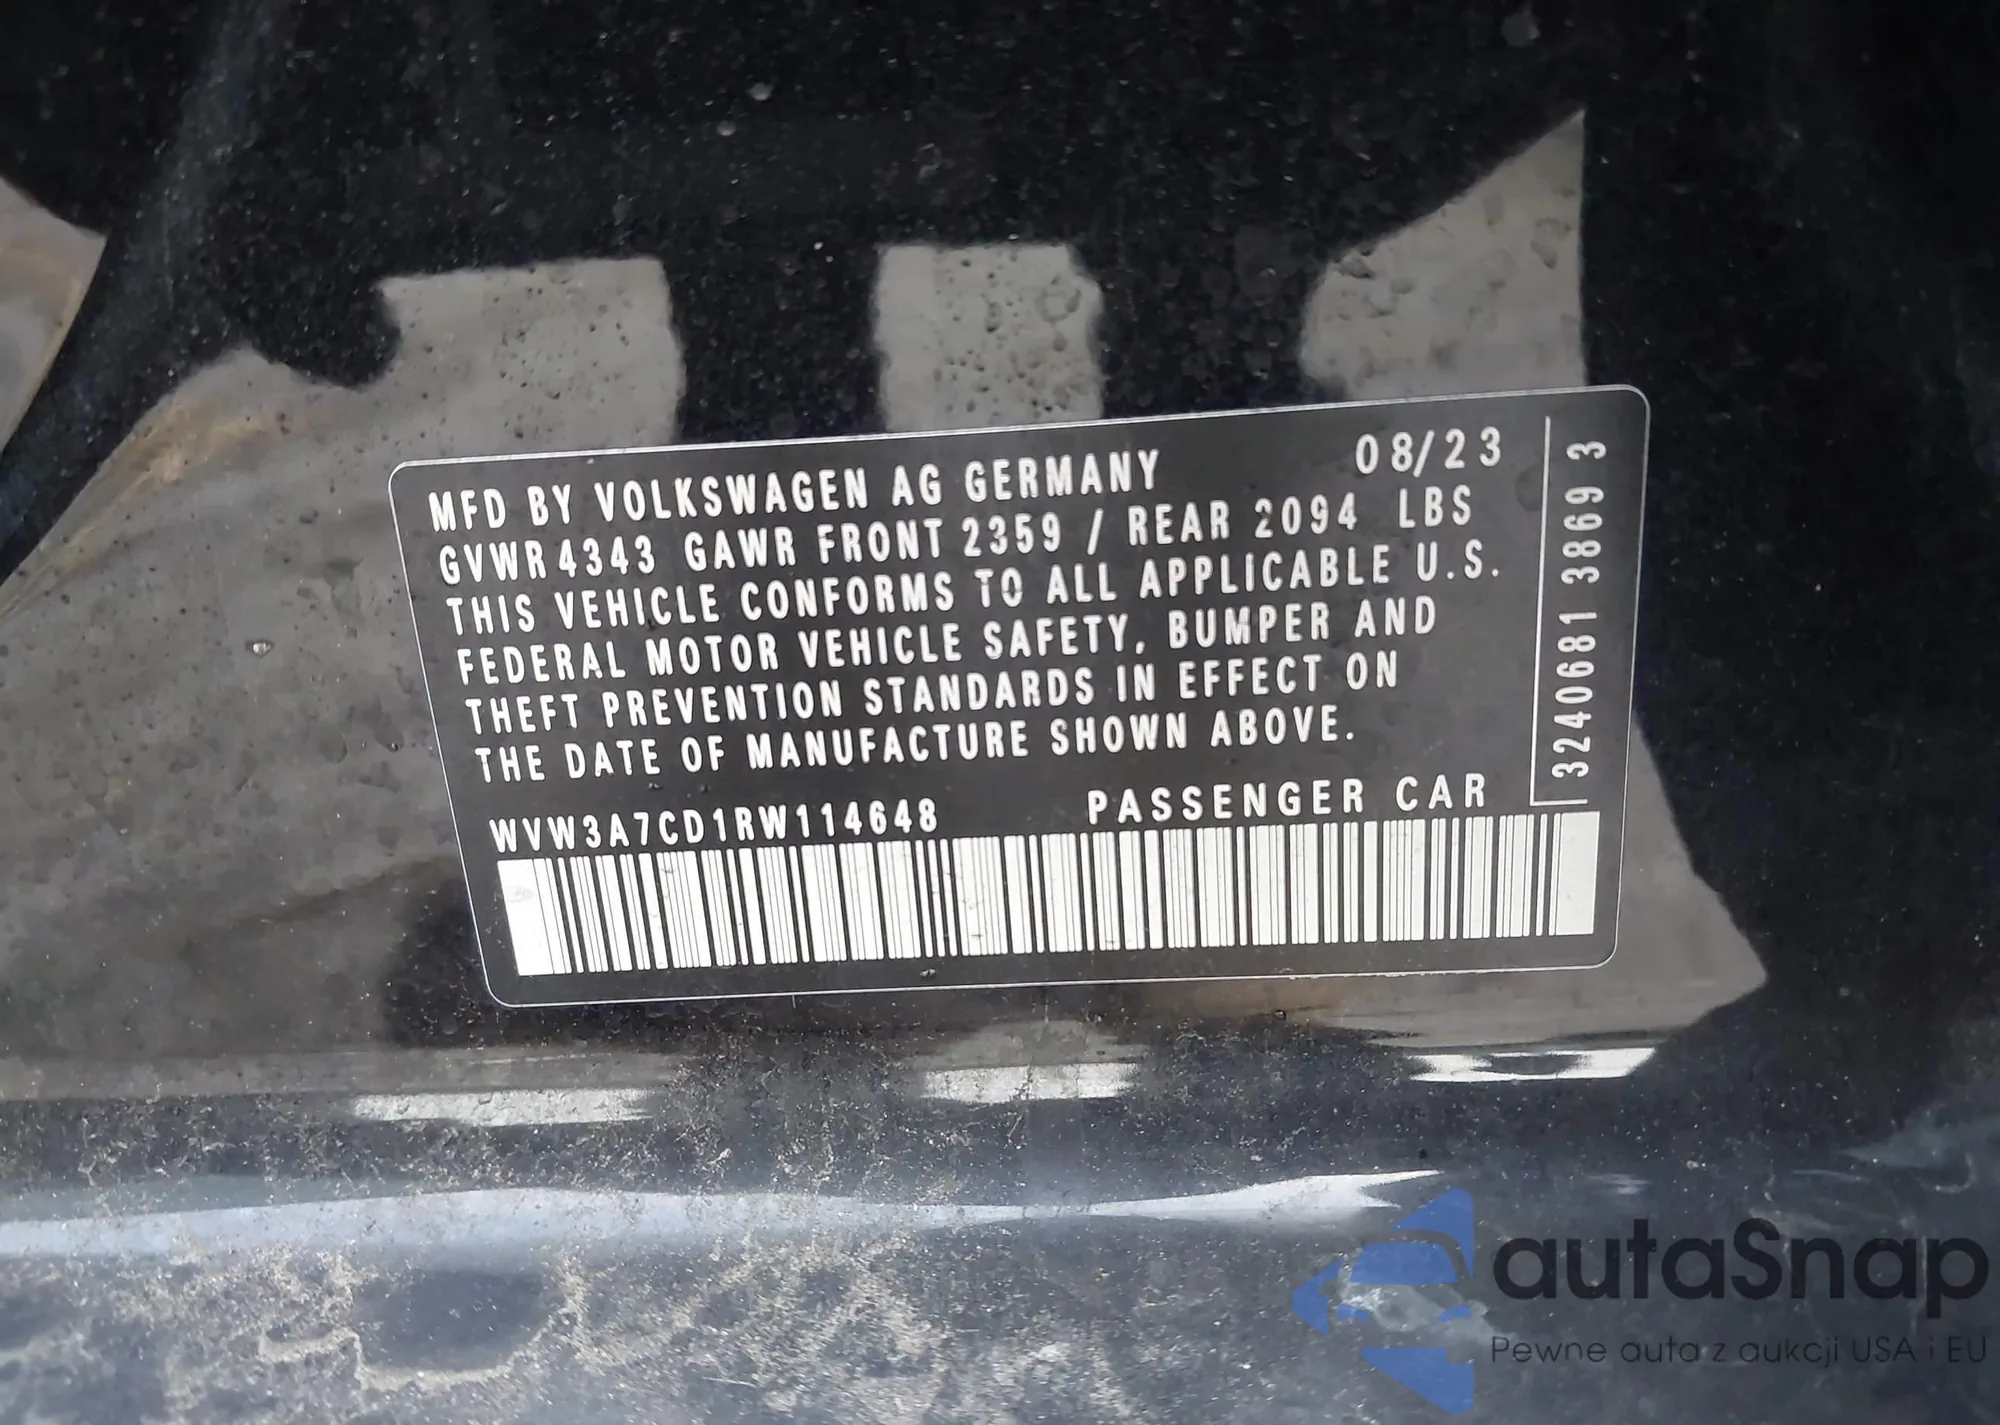 MFD BY VOLKSWAGEN AG GERMANY 08/23
GVWR 4343 GAWR FRONT 2359 / REAR 2094 LBS
THIS VEHICLE CONFORMS TO ALL APPLICABLE U.S.
FEDERAL MOTOR VEHICLE SAFETY, BUMPER AND
THEFT PREVENTION STANDARDS IN EFFECT ON
THE DATE OF MANUFACTURE SHOWN ABOVE.
WVW3A7CD1RW114648 PASSENGER CAR
3240681 3869 3
autaSnap
Pewne auta z aukcji USA i EU